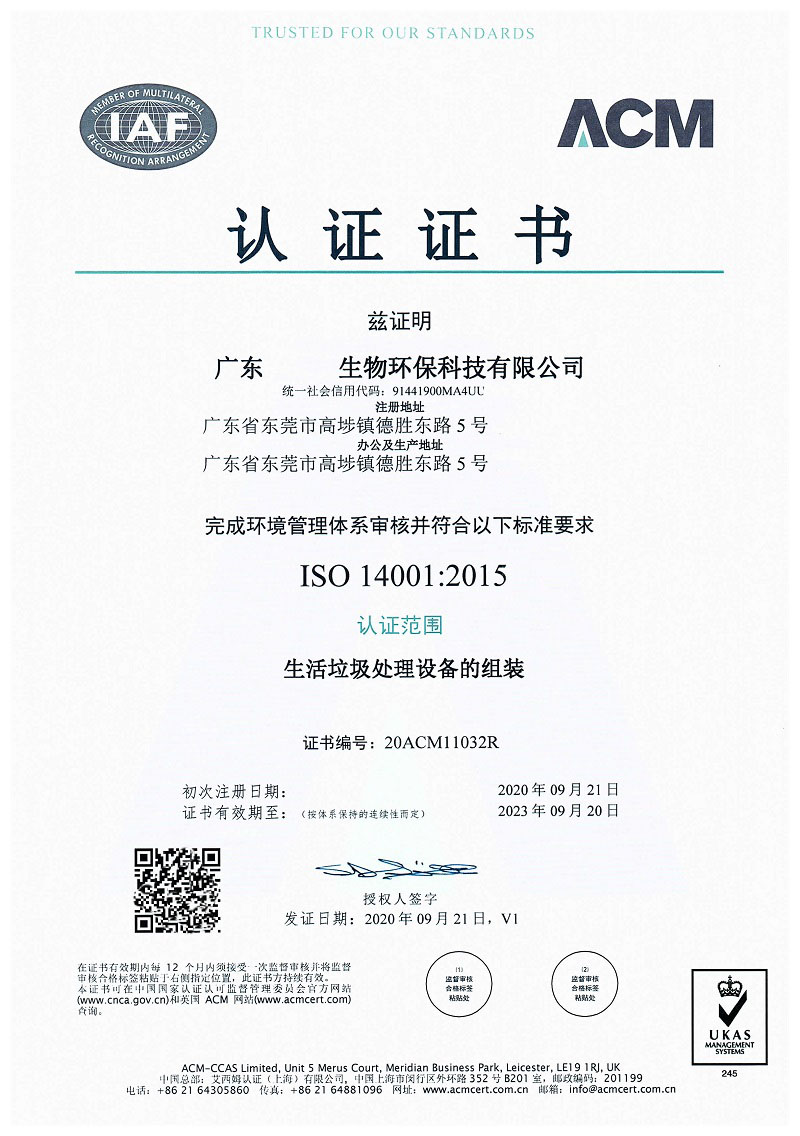 TRUSTED FOR OUR STANDARDS
MEMBER OF MULTILATERAL
IAF
RECOGNITION ARRANGEMENT
ACM
认证证书
兹证明
广东 生物环保科技有限公司
统一社会信用代码：91441900MA4UU
注册地址
广东省东莞市高埗镇德胜东路 5 号
办公及生产地址
广东省东莞市高埗镇德胜东路 5 号
完成环境管理体系审核并符合以下标准要求
ISO 14001:2015
认证范围
生活垃圾处理设备的组装
证书编号：20ACM11032R
初次注册日期： 2020 年 09 月 21 日
证书有效期至：（按体系保持的连续性而定） 2023 年 09 月 20 日
授权人签字
发证日期：2020 年 09 月 21 日，V1
在证书有效期内每 12 个月内须接受一次监督审核并将监督
审核合格标签粘贴于右侧指定位置，此证书方持续有效。
本证书可在中国国家认证认可监督管理委员会官方网站
(www.cnca.gov.cn)和英国 ACM 网站(www.acmcert.com)
查询。
(1)
监督审核
合格标签
粘贴处
(2)
监督审核
合格标签
粘贴处
UKAS
MANAGEMENT
SYSTEMS
245
ACM-CCAS Limited, Unit 5 Merus Court, Meridian Business Park, Leicester, LE19 1RJ, UK
中国总部：艾西姆认证（上海）有限公司，中国上海市闵行区外环路 352 号 B201 室，邮政编码：201199
电话：+86 21 64305860 传真：+86 21 64881096 网址：www.acmcert.com.cn 邮箱：info@acmcert.com.cn